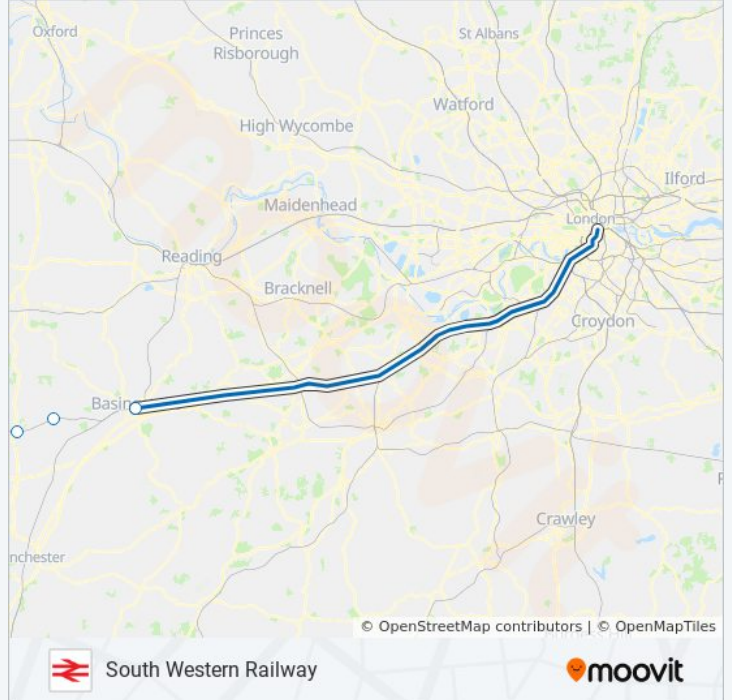 Oxford
Princes
Risborough
St Albans
Watford
High Wycombe
Ilford
Maidenhead
London
Reading
Bracknell
Croydon
Basin
Crawley
nchester
© OpenStreetMap contributors | © OpenMapTiles
South Western Railway
moovit